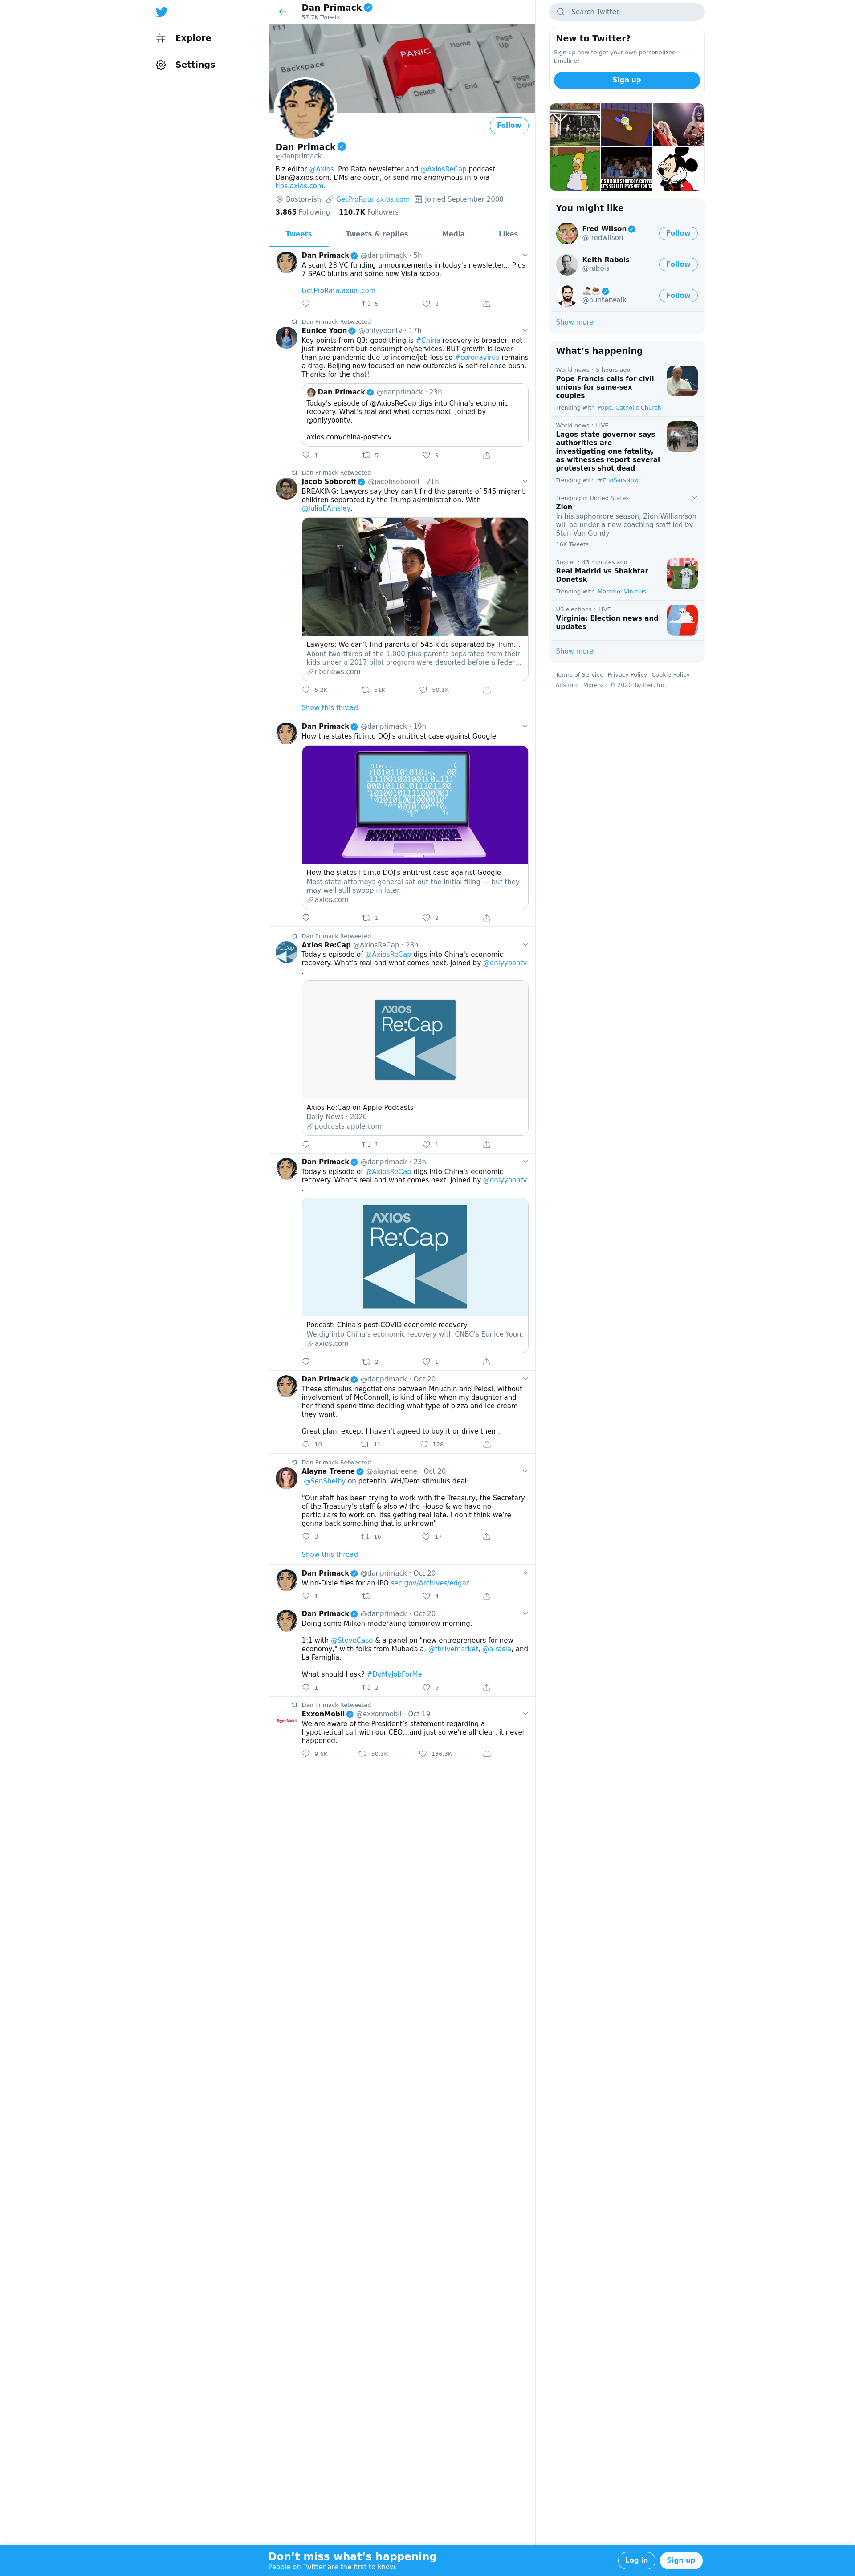 Explore
Settings
Dan Primack
57.7K Tweets
F11
Backspace
PANIC
Delete
Home
End
Page Up
Page Down
Follow
Dan Primack
@danprimack
Biz editor @Axios, Pro Rata newsletter and @AxiosReCap podcast.
Dan@axios.com. DMs are open, or send me anonymous info via
tips.axios.com.
Boston-ish GetProRata.axios.com Joined September 2008
3,865 Following 110.7K Followers
Tweets Tweets & replies Media Likes
Dan Primack @danprimack · 5h
A scant 23 VC funding announcements in today's newsletter... Plus
7 SPAC blurbs and some new Vista scoop.
GetProRata.axios.com
5 8
Dan Primack Retweeted
Eunice Yoon @onlyyoontv · 17h
Key points from Q3: good thing is #China recovery is broader- not
just investment but consumption/services. BUT growth is lower
than pre-pandemic due to income/job loss so #coronavirus remains
a drag. Beijing now focused on new outbreaks & self-reliance push.
Thanks for the chat!
Dan Primack @danprimack · 23h
Today's episode of @AxiosReCap digs into China's economic
recovery. What's real and what comes next. Joined by
@onlyyoontv.
axios.com/china-post-cov…
1 5 9
Dan Primack Retweeted
Jacob Soboroff @jacobsoboroff · 21h
BREAKING: Lawyers say they can't find the parents of 545 migrant
children separated by the Trump administration. With
@JuliaEAinsley.
Lawyers: We can't find parents of 545 kids separated by Trum…
About two-thirds of the 1,000-plus parents separated from their
kids under a 2017 pilot program were deported before a feder…
nbcnews.com
5.2K 51K 50.1K
Show this thread
Dan Primack @danprimack · 19h
How the states fit into DOJ's antitrust case against Google
How the states fit into DOJ's antitrust case against Google
Most state attorneys general sat out the initial filing — but they
may well still swoop in later.
axios.com
1 2
Dan Primack Retweeted
Axios Re:Cap @AxiosReCap · 23h
Today's episode of @AxiosReCap digs into China's economic
recovery. What's real and what comes next. Joined by @onlyyoontv
.
AXIOS
Re:Cap
Axios Re:Cap on Apple Podcasts
Daily News · 2020
podcasts.apple.com
1 1
Dan Primack @danprimack · 23h
Today's episode of @AxiosReCap digs into China's economic
recovery. What's real and what comes next. Joined by @onlyyoontv
.
AXIOS
Re:Cap
Podcast: China's post-COVID economic recovery
We dig into China's economic recovery with CNBC's Eunice Yoon.
axios.com
2 1
Dan Primack @danprimack · Oct 20
These stimulus negotiations between Mnuchin and Pelosi, without
involvement of McConnell, is kind of like when my daughter and
her friend spend time deciding what type of pizza and ice cream
they want.
Great plan, except I haven't agreed to buy it or drive them.
10 11 128
Dan Primack Retweeted
Alayna Treene @alaynatreene · Oct 20
.@SenShelby on potential WH/Dem stimulus deal:
"Our staff has been trying to work with the Treasury, the Secretary
of the Treasury's staff & also w/ the House & we have no
particulars to work on. Itss getting real late. I don't think we're
gonna back something that is unknown"
3 16 17
Show this thread
Dan Primack @danprimack · Oct 20
Winn-Dixie files for an IPO sec.gov/Archives/edgar…
1 4
Dan Primack @danprimack · Oct 20
Doing some Milken moderating tomorrow morning.
1:1 with @SteveCase & a panel on "new entrepreneurs for new
economy," with folks from Mubadala, @thrivemarket, @airasia, and
La Famiglia.
What should I ask? #DoMyJobForMe
1 2 9
Dan Primack Retweeted
ExxonMobil
ExxonMobil @exxonmobil · Oct 19
We are aware of the President's statement regarding a
hypothetical call with our CEO…and just so we're all clear, it never
happened.
9.6K 50.3K 136.3K
Search Twitter
New to Twitter?
Sign up now to get your own personalized
timeline!
Sign up
You might like
Fred Wilson
@fredwilson
Follow
Keith Rabois
@rabois
Follow
@hunterwalk
Follow
Show more
What's happening
World news · 5 hours ago
Pope Francis calls for civil
unions for same-sex
couples
Trending with Pope, Catholic Church
World news · LIVE
Lagos state governor says
authorities are
investigating one fatality,
as witnesses report several
protesters shot dead
Trending with #EndSarsNow
Trending in United States
Zion
In his sophomore season, Zion Williamson
will be under a new coaching staff led by
Stan Van Gundy
16K Tweets
Soccer · 43 minutes ago
Real Madrid vs Shakhtar
Donetsk
Trending with Marcelo, Vinicius
US elections · LIVE
Virginia: Election news and
updates
Show more
Terms of Service Privacy Policy Cookie Policy
Ads info More © 2020 Twitter, Inc.
Don't miss what's happening
People on Twitter are the first to know.
Log in
Sign up